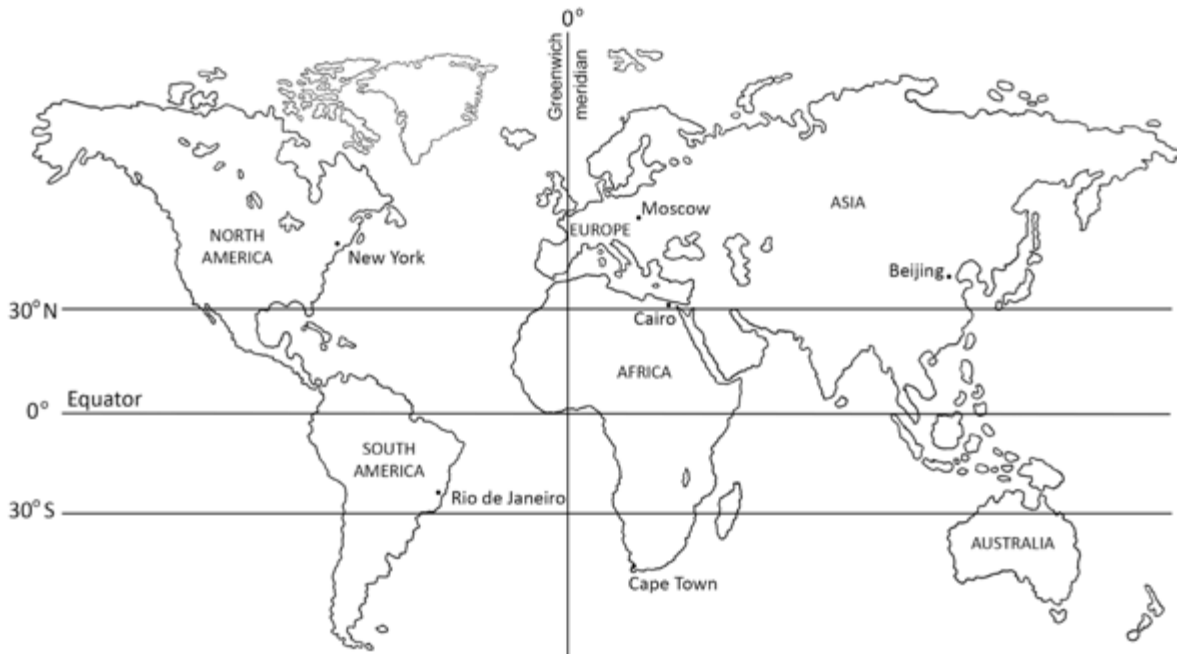 0°
Greenwich
meridian
NORTH
AMERICA
New York
EUROPE
Moscow
ASIA
Beijing
30°N
Cairo
AFRICA
Equator
0°
SOUTH
AMERICA
Rio de Janeiro
30°S
AUSTRALIA
Cape Town